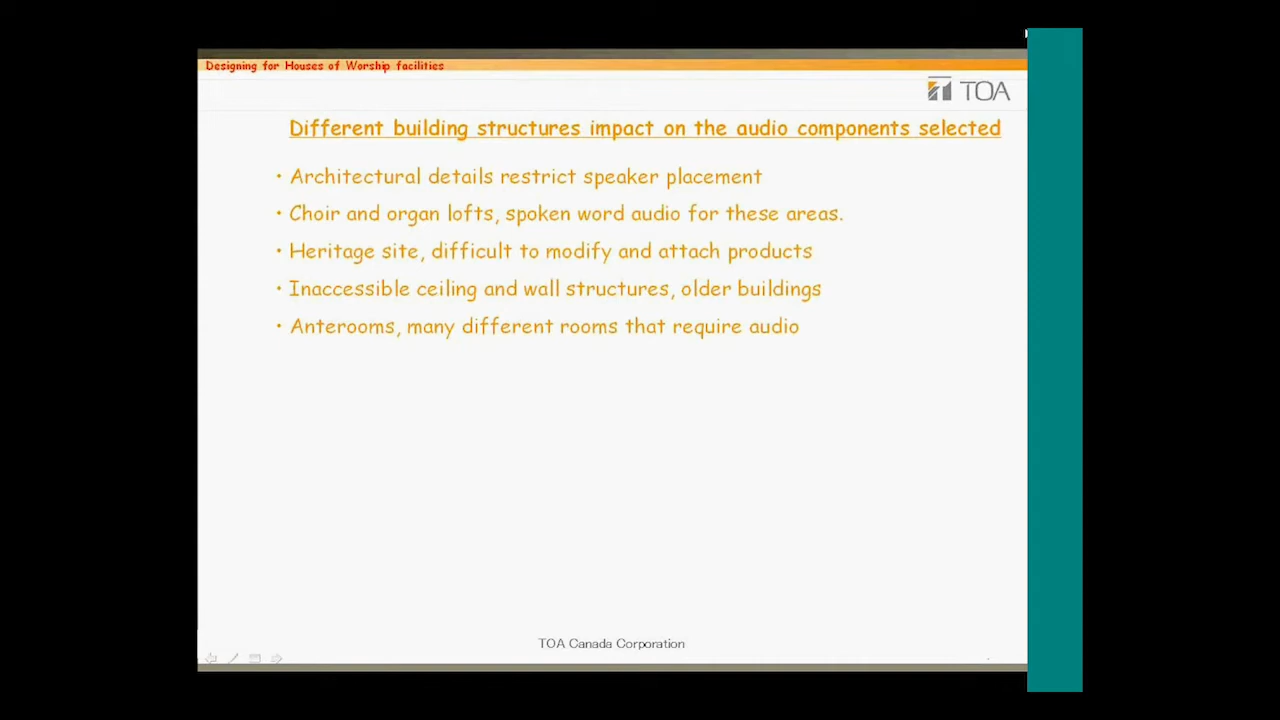 Designing for Houses of Worship facilities
TOA
Different building structures impact on the audio components selected
• Architectural details restrict speaker placement
• Choir and organ lofts, spoken word audio for these areas.
• Heritage site, difficult to modify and attach products
• Inaccessible ceiling and wall structures, older buildings
• Anterooms, many different rooms that require audio
TOA Canada Corporation